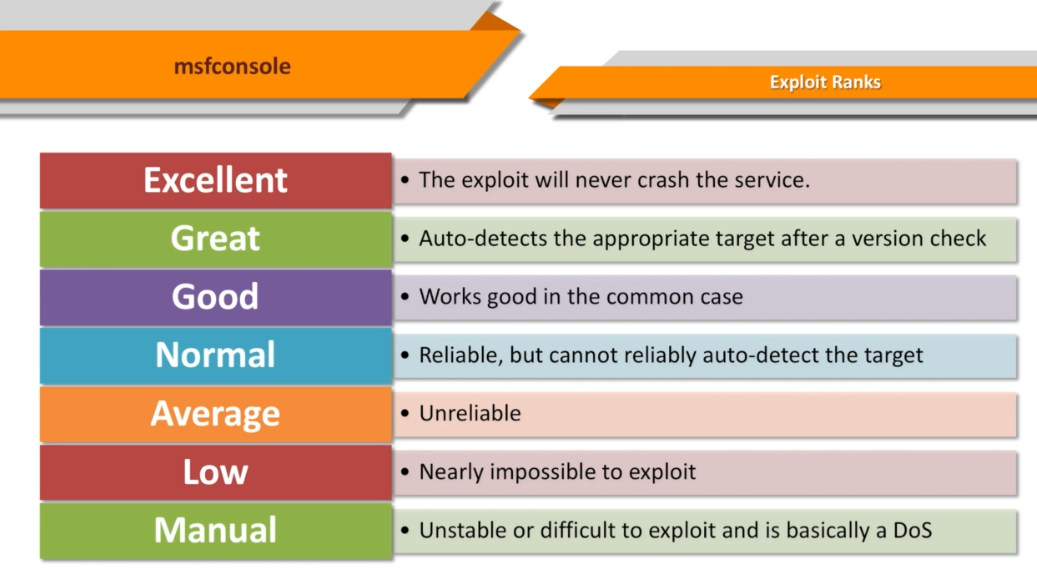 msfconsole
Exploit Ranks
Excellent
• The exploit will never crash the service.
Great
• Auto-detects the appropriate target after a version check
Good
• Works good in the common case
Normal
• Reliable, but cannot reliably auto-detect the target
Average
• Unreliable
Low
• Nearly impossible to exploit
Manual
• Unstable or difficult to exploit and is basically a DoS